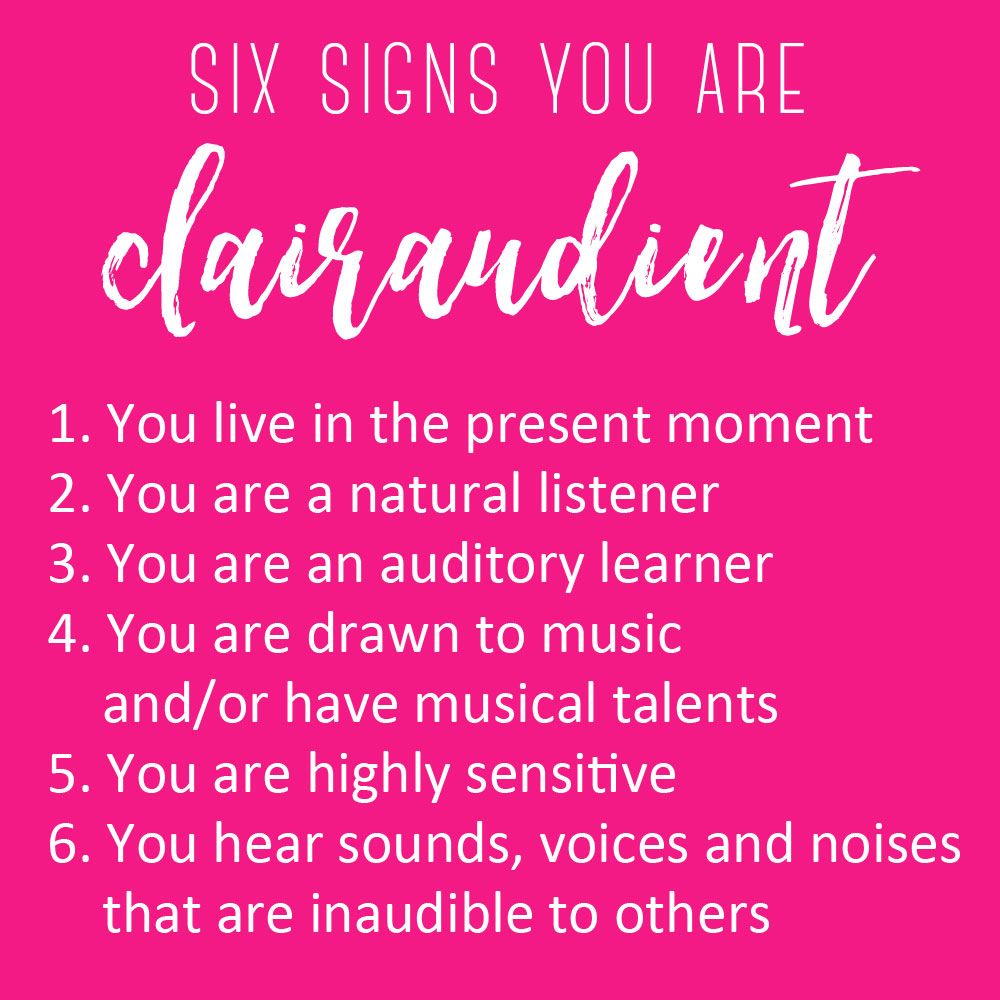 SIX SIGNS YOU ARE
clairaudient
1. You live in the present moment
2. You are a natural listener
3. You are an auditory learner
4. You are drawn to music
and/or have musical talents
5. You are highly sensitive
6. You hear sounds, voices and noises
that are inaudible to others